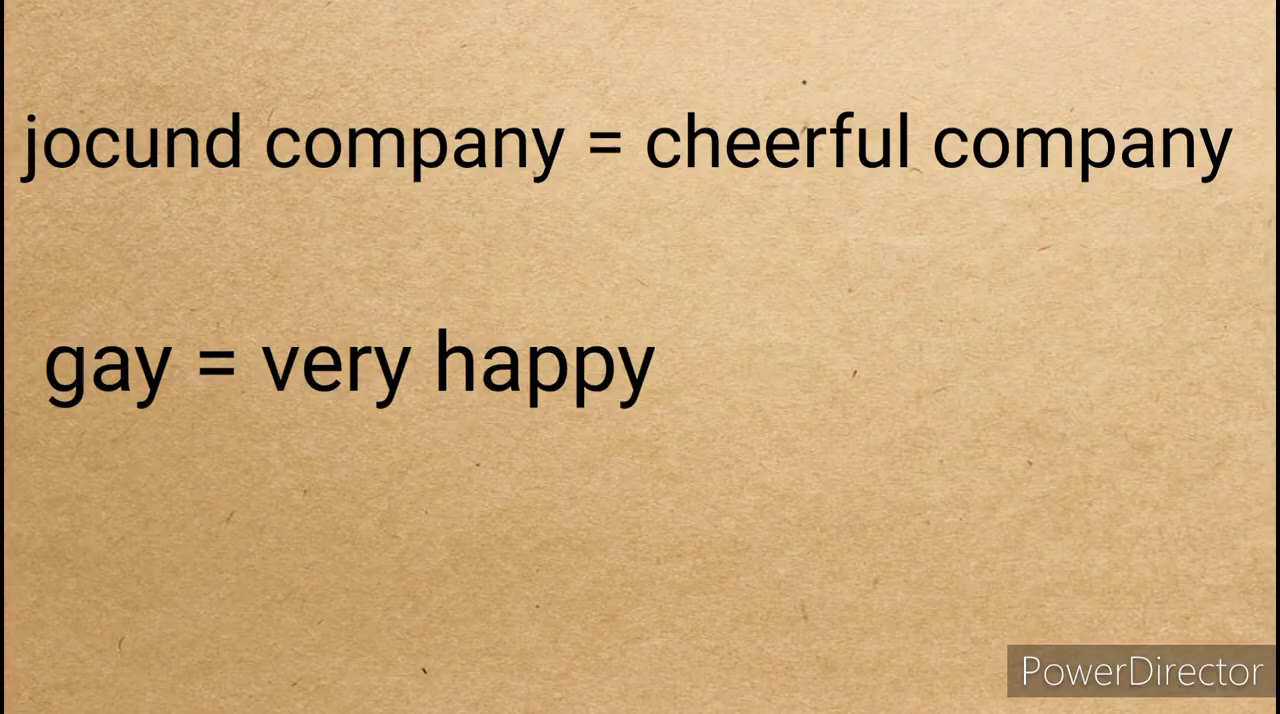 jocund company = cheerful company
gay = very happy
PowerDirector